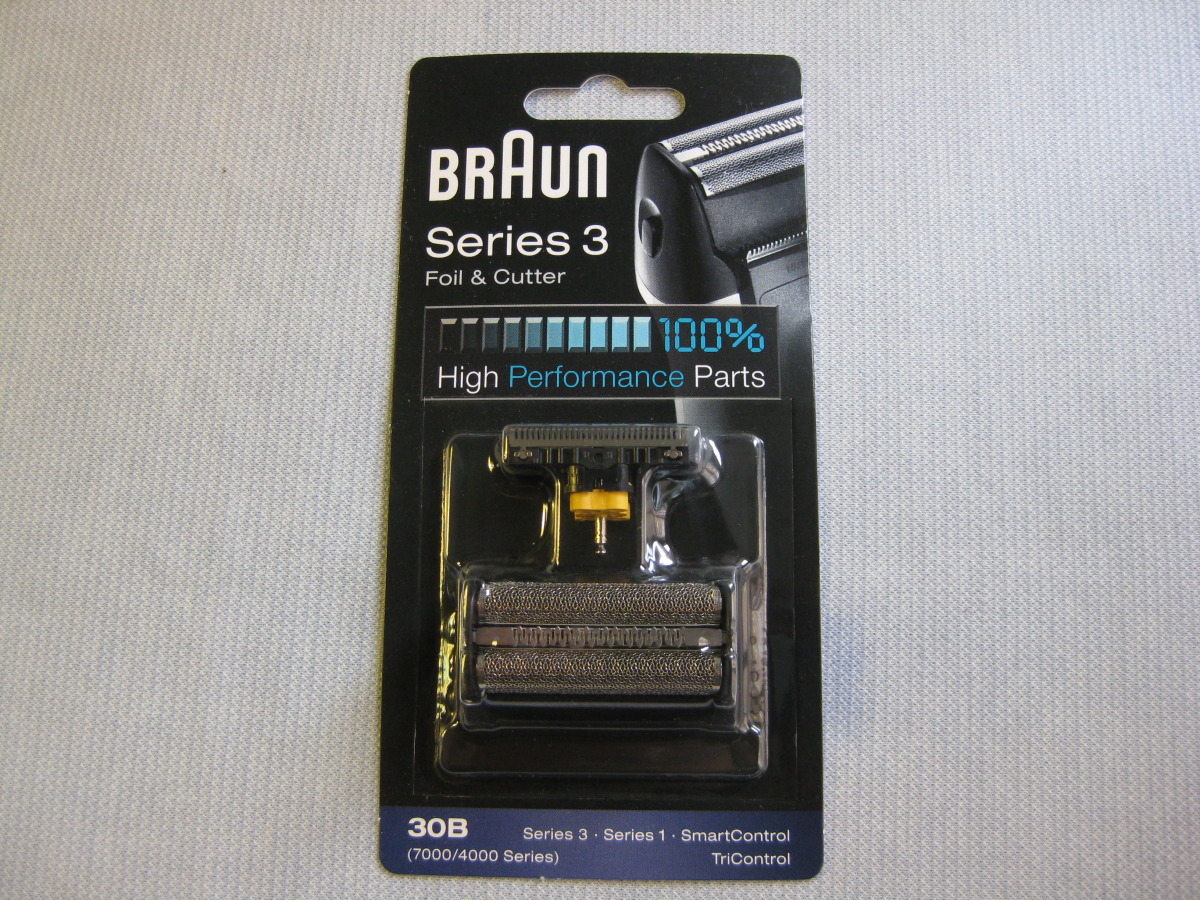 BRAUN
Series 3
Foil & Cutter
100%
High Performance Parts
30B
Series 3 · Series 1 · SmartControl
(7000/4000 Series)
TriControl